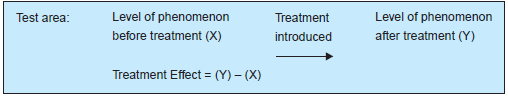 Test area: Level of phenomenon Treatment Level of phenomenon
before treatment (X) introduced after treatment (Y)
Treatment Effect = (Y) – (X)